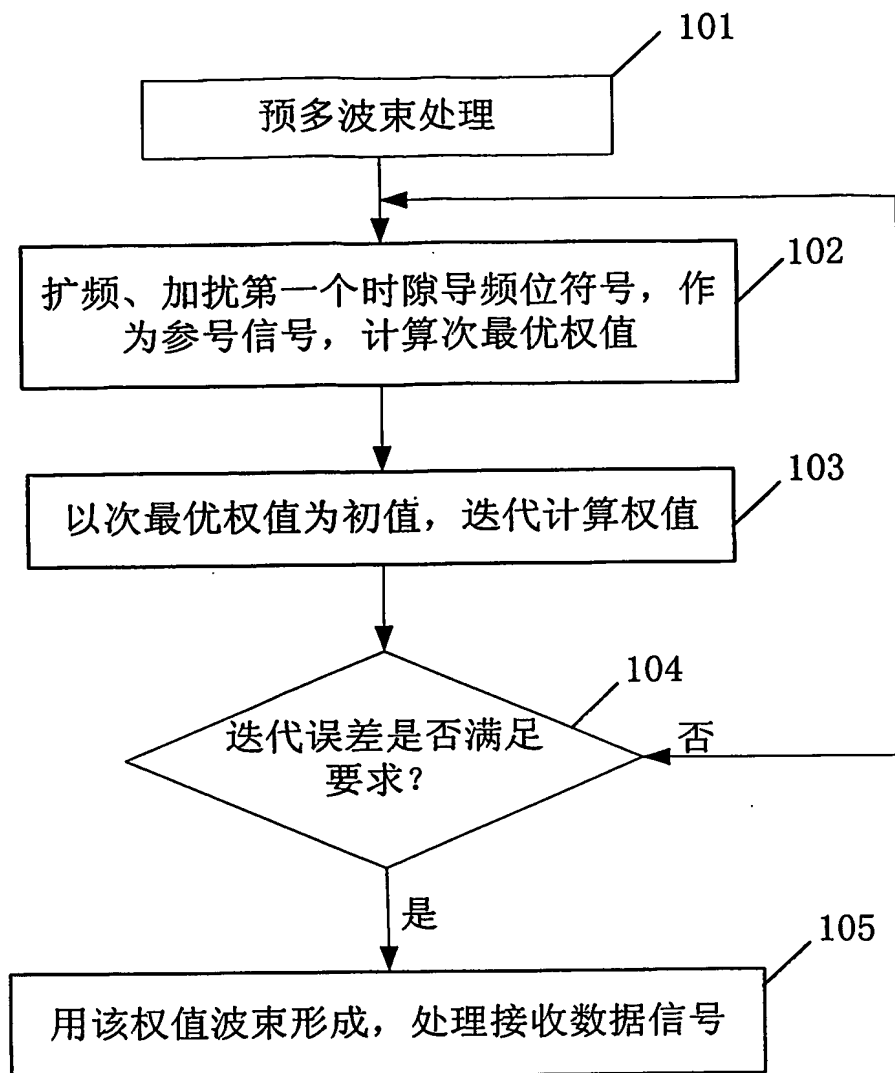 101
预多波束处理
102
扩频、加扰第一个时隙导频位符号，作
为参号信号，计算次最优权值
103
以次最优权值为初值，迭代计算权值
104
迭代误差是否满足
要求？
否
是
105
用该权值波束形成，处理接收数据信号